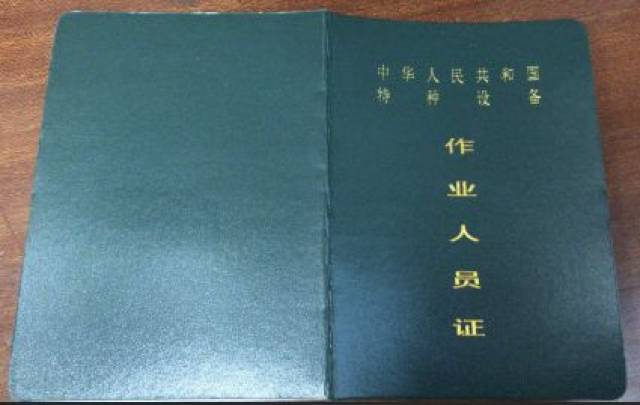 中华人民共和国
特种设备
作业人员证